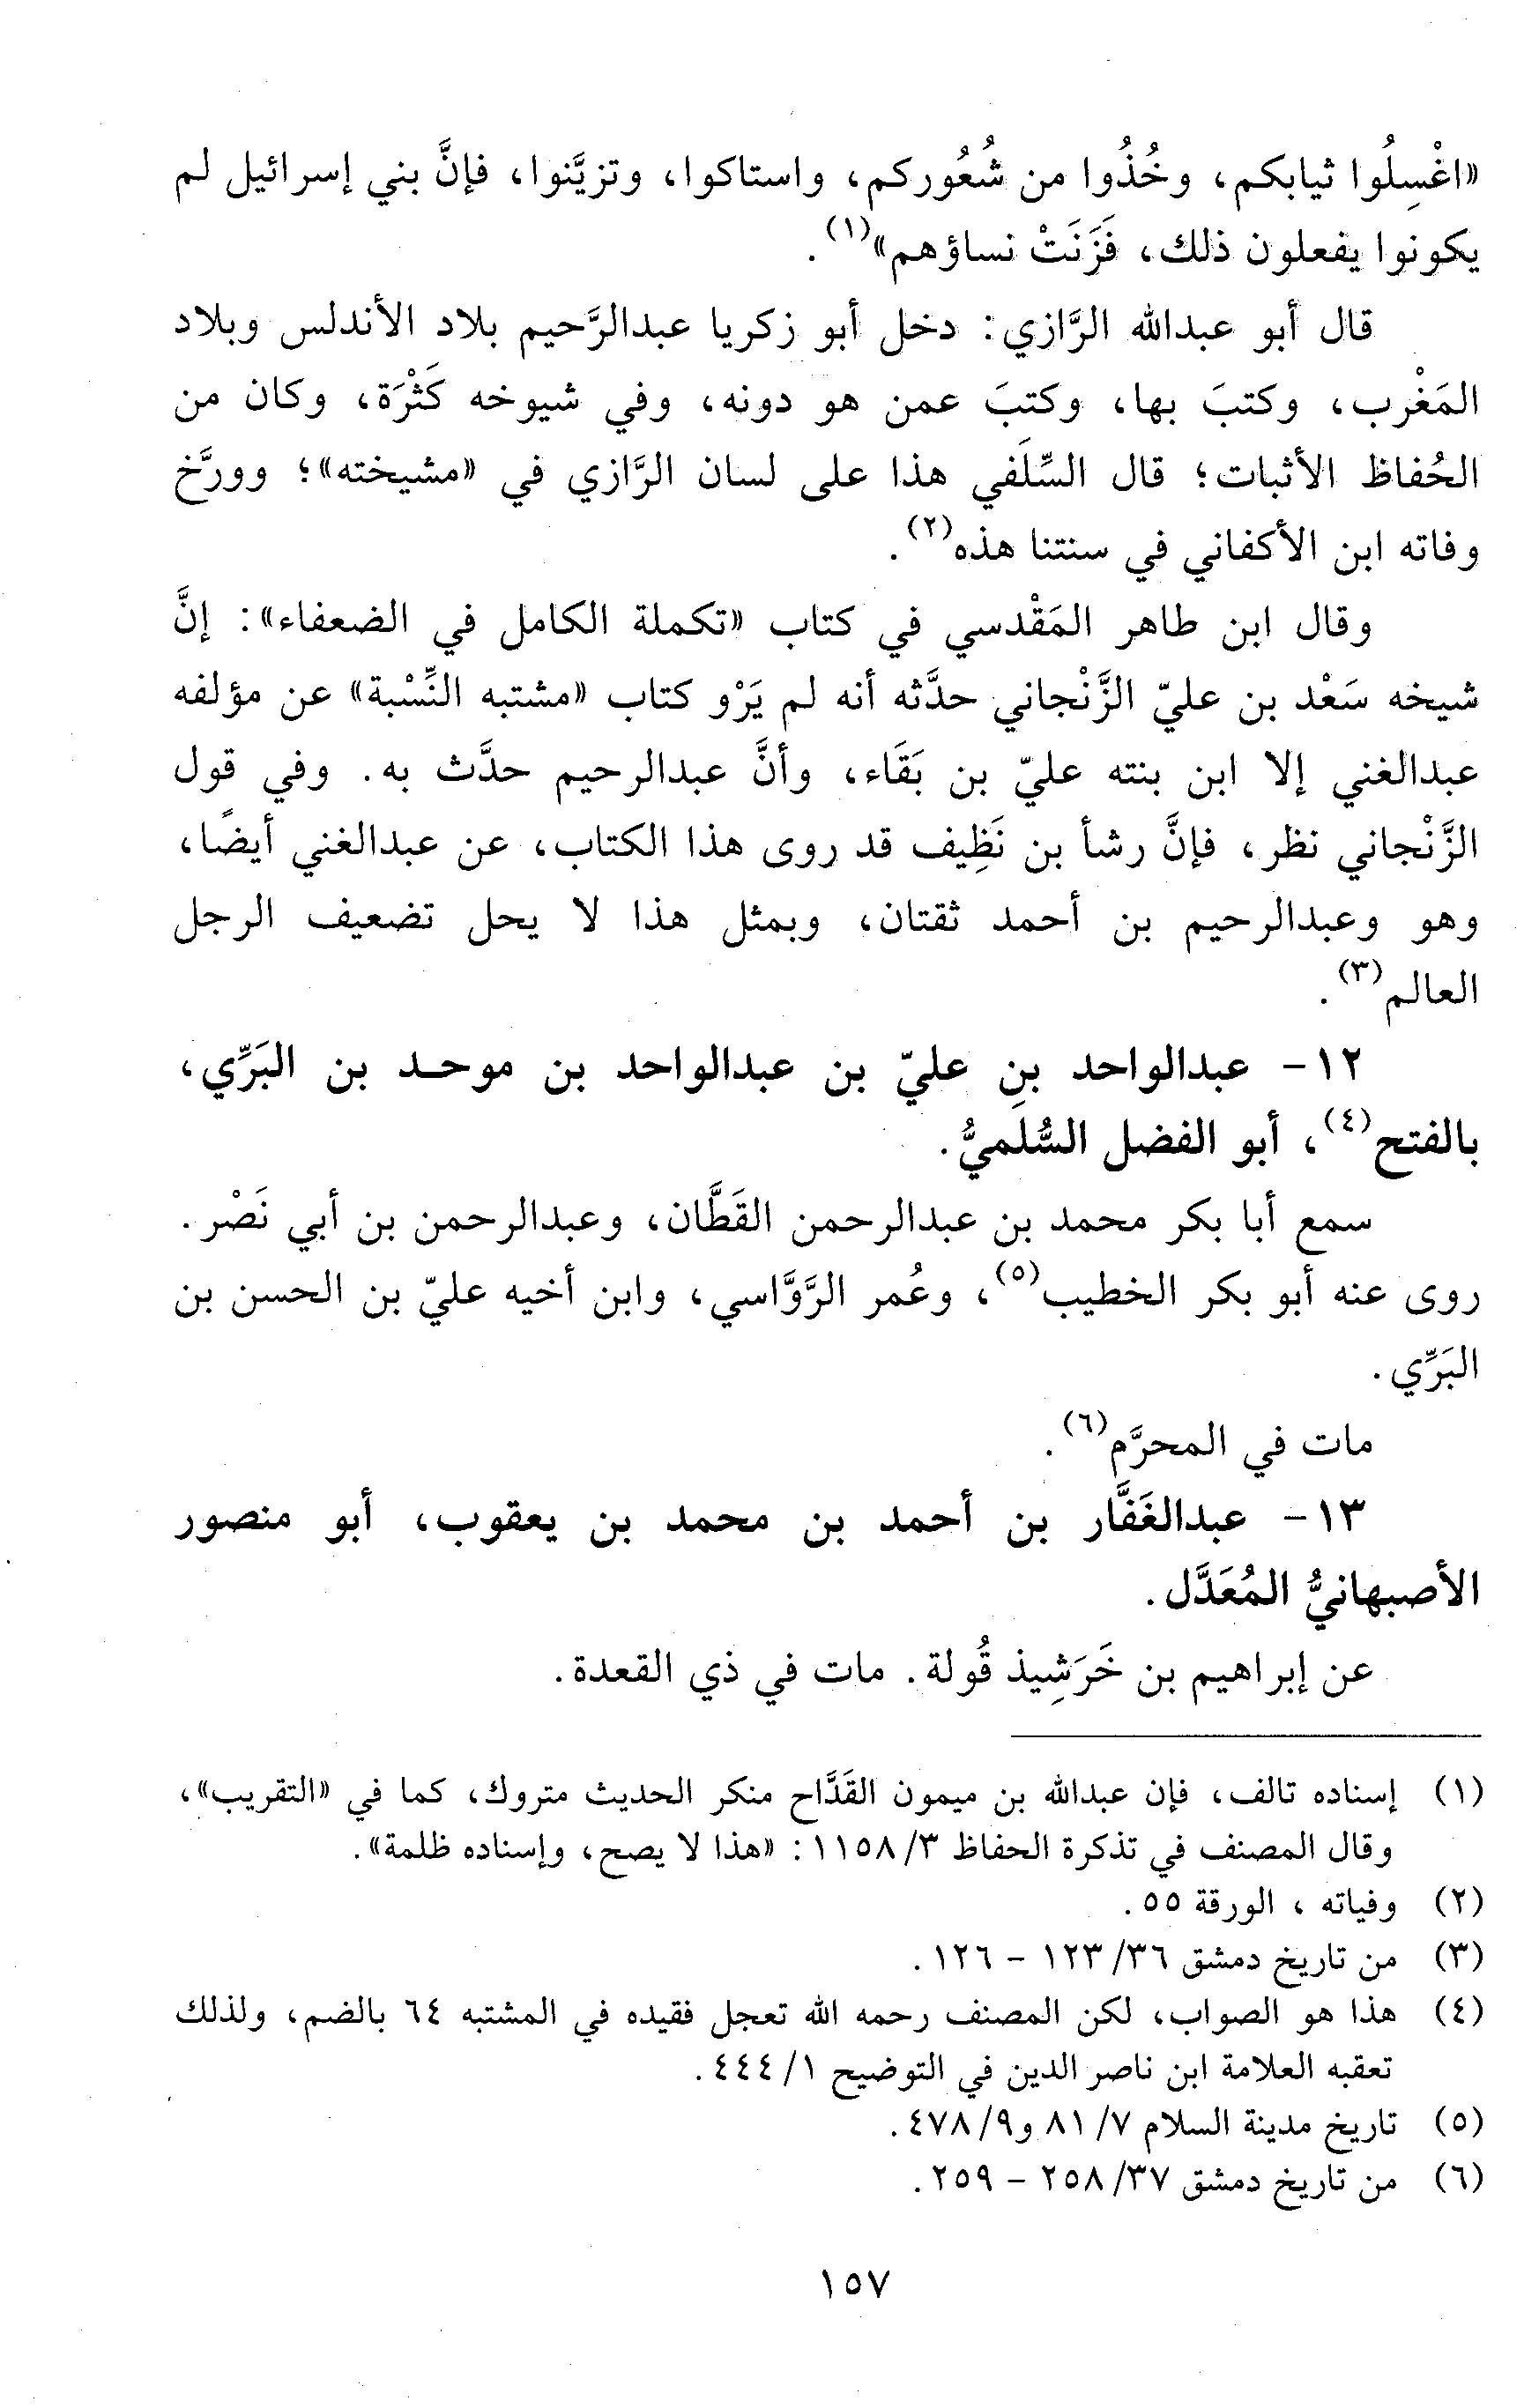 «اغْسِلُوا ثيابكم، وخُذُوا من شُعُوركم، واستاكوا، وتزيَّنوا، فإنَّ بني إسرائيل لم
يكونوا يفعلون ذلك، فَزَنَتْ نساؤهم»(١).
قال أبو عبدالله الرَّازي: دخل أبو زكريا عبدالرَّحيم بلاد الأندلس وبلاد
المَغْرب، وكتبَ بها، وكتبَ عمن هو دونه، وفي شيوخه كَثْرَة، وكان من
الحُفاظ الأثبات؛ قال السِّلَفي هذا على لسان الرَّازي في «مشيخته»؛ وورَّخ
وفاته ابن الأكفاني في سنتنا هذه(٢).
وقال ابن طاهر المَقْدسي في كتاب «تكملة الكامل في الضعفاء»: إنَّ
شيخه سَعْد بن عليّ الزَّنْجاني حدَّثه أنه لم يَرْو كتاب «مشتبه النِّسْبة» عن مؤلفه
عبدالغني إلا ابن بنته عليّ بن بَقَاء، وأنَّ عبدالرحيم حدَّث به. وفي قول
الزَّنْجاني نظر، فإنَّ رشأ بن نَظِيف قد روى هذا الكتاب، عن عبدالغني أيضًا،
وهو وعبدالرحيم بن أحمد ثقتان، وبمثل هذا لا يحل تضعيف الرجل
العالم(٣).
١٢- عبدالواحد بن عليّ بن عبدالواحد بن موحـد بن البَرِّي،
بالفتح(٤)، أبو الفضل السُّلَميُّ.
سمع أبا بكر محمد بن عبدالرحمن القَطَّان، وعبدالرحمن بن أبي نَصْر.
روى عنه أبو بكر الخطيب(٥)، وعُمر الرَّوَّاسي، وابن أخيه عليّ بن الحسن بن
البَرِّي.
مات في المحرَّم(٦).
١٣- عبدالغَفَّار بن أحمد بن محمد بن يعقوب، أبو منصور
الأصبهانيُّ المُعَدَّل.
عن إبراهيم بن خَرَشِيذ قُولة. مات في ذي القعدة.
(١) إسناده تالف، فإن عبدالله بن ميمون القَدَّاح منكر الحديث متروك، كما في «التقريب»،
وقال المصنف في تذكرة الحفاظ ٣/ ١١٥٨: «هذا لا يصح، وإسناده ظلمة».
(٢) وفياته ، الورقة ٥٥.
(٣) من تاريخ دمشق ٣٦/ ١٢٣ - ١٢٦.
(٤) هذا هو الصواب، لكن المصنف رحمه الله تعجل فقيده في المشتبه ٦٤ بالضم، ولذلك
تعقبه العلامة ابن ناصر الدين في التوضيح ١/ ٤٤٤.
(٥) تاريخ مدينة السلام ٧/ ٨١ و٩/ ٤٧٨.
(٦) من تاريخ دمشق ٣٧/ ٢٥٨ - ٢٥٩.
١٥٧